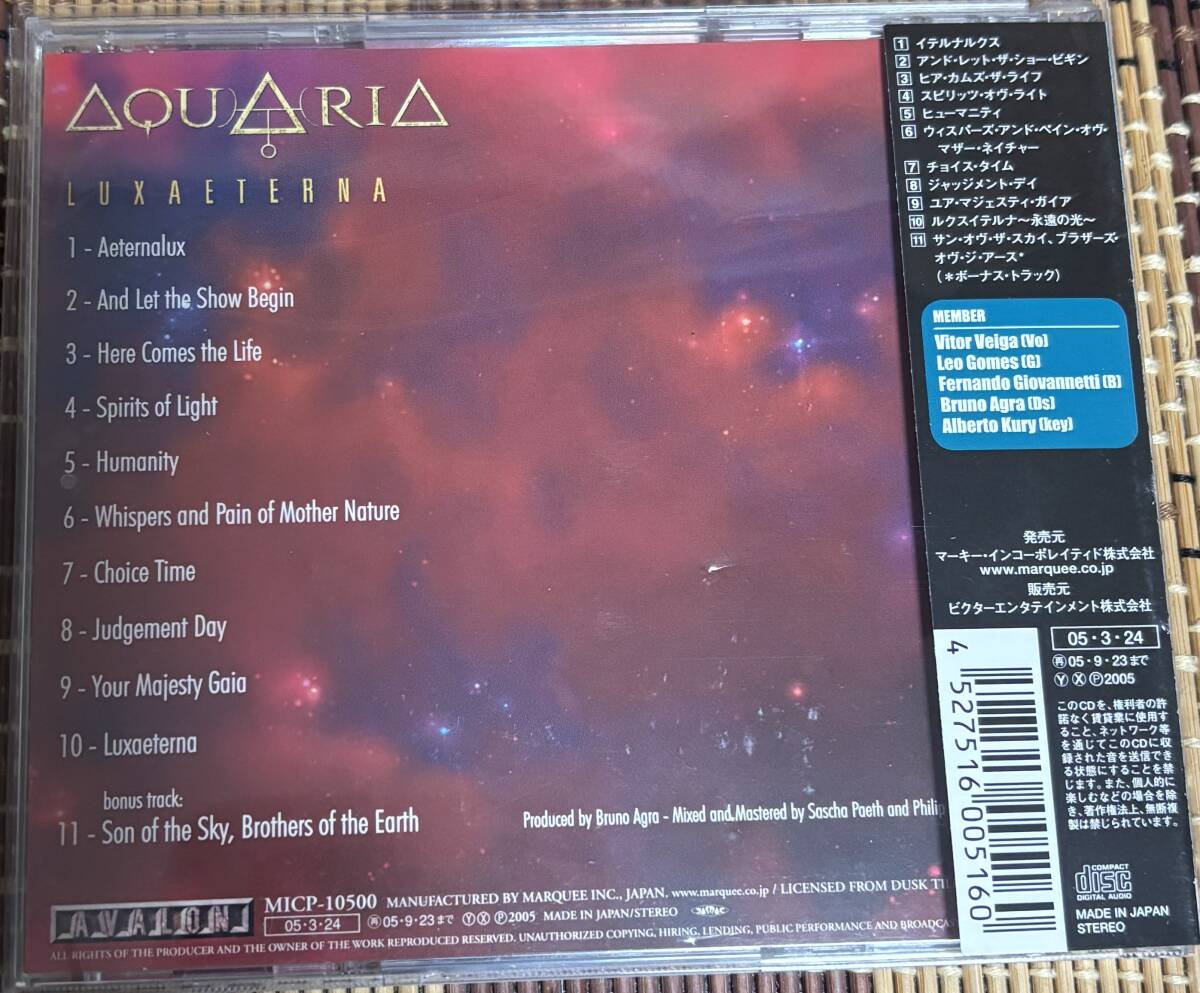 AQUARIA
LUXAETERNA
1 - Aeternalux
2 - And Let the Show Begin
3 - Here Comes the Life
4 - Spirits of Light
5 - Humanity
6 - Whispers and Pain of Mother Nature
7 - Choice Time
8 - Judgement Day
9 - Your Majesty Gaia
10 - Luxaeterna
bonus track:
11 - Son of the Sky, Brothers of the Earth
Produced by Bruno Agra - Mixed and Mastered by Sascha Paeth and Philip
AVALON
MICP-10500 MANUFACTURED BY MARQUEE INC., JAPAN. www.marquee.co.jp / LICENSED FROM DUSK
05・3・24 再05・9・23まで ⓎⓍⓅ2005 MADE IN JAPAN/STEREO
ALL RIGHTS OF THE PRODUCER AND THE OWNER OF THE WORK REPRODUCED RESERVED. UNAUTHORIZED COPYING, HIRING, LENDING, PUBLIC PERFORMANCE AND
1 イテルナルクス
2 アンド・レット・ザ・ショー・ビギン
3 ヒア・カムズ・ザ・ライフ
4 スピリッツ・オヴ・ライト
5 ヒューマニティ
6 ウィスパーズ・アンド・ペイン・オヴ・
マザー・ネイチャー
7 チョイス・タイム
8 ジャッジメント・デイ
9 ユア・マジェスティ・ガイア
10 ルクスイテルナ〜永遠の光〜
11 サン・オヴ・ザ・スカイ、ブラザーズ・
オヴ・ジ・アース*
(*ボーナス・トラック)
MEMBER
Vitor Veiga (Vo)
Leo Gomes (G)
Fernando Giovannetti (B)
Bruno Agra (Ds)
Alberto Kury (key)
発売元
マーキー・インコーポレイティド株式会社
www.marquee.co.jp
販売元
ビクターエンタテインメント株式会社
05・3・24
再05・9・23まで
ⓎⓍⓅ2005
このCDを、権利者の許
諾なく賃貸業に使用す
ること、ネットワーク等
を通じてこのCDに収
録された音を送信でき
る状態にすることを禁
じます。また、個人的に
楽しむなどの場合を除
き、著作権法上、無断複
製は禁じられています。
4 527516 005160
COMPACT
disc
DIGITAL AUDIO
MADE IN JAPAN
STEREO